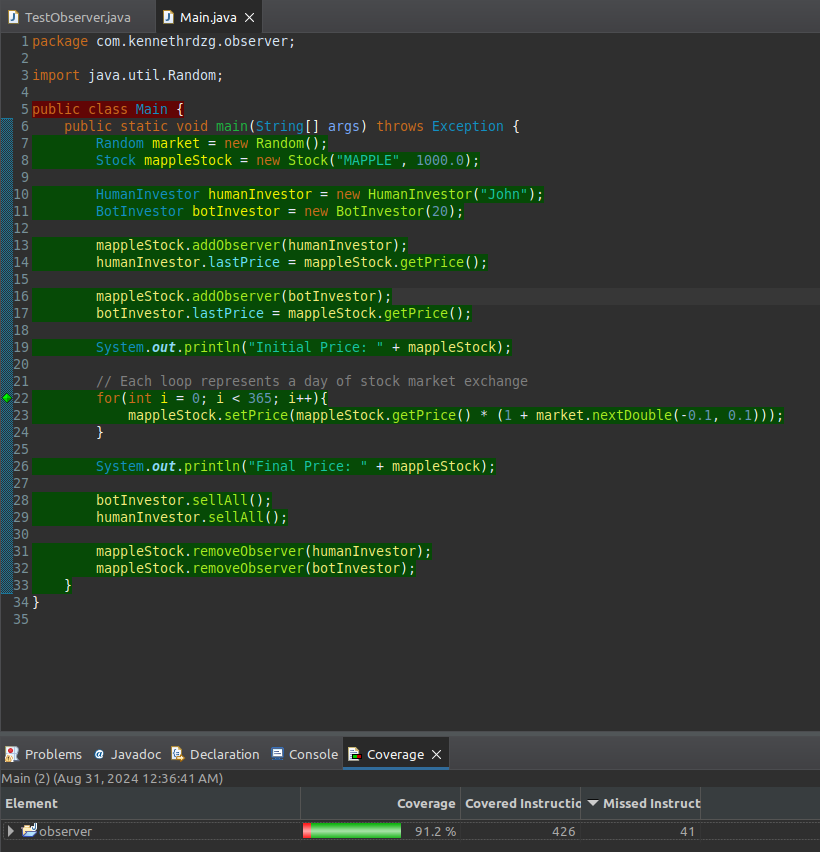 TestObserver.java
Main.java
1 package com.kennethrdzg.observer;
2
3 import java.util.Random;
4
5 public class Main {
6     public static void main(String[] args) throws Exception {
7         Random market = new Random();
8         Stock mappleStock = new Stock("MAPPLE", 1000.0);
9
10         HumanInvestor humanInvestor = new HumanInvestor("John");
11         BotInvestor botInvestor = new BotInvestor(20);
12
13         mappleStock.addObserver(humanInvestor);
14         humanInvestor.lastPrice = mappleStock.getPrice();
15
16         mappleStock.addObserver(botInvestor);
17         botInvestor.lastPrice = mappleStock.getPrice();
18
19         System.out.println("Initial Price: " + mappleStock);
20
21         // Each loop represents a day of stock market exchange
22         for(int i = 0; i < 365; i++){
23             mappleStock.setPrice(mappleStock.getPrice() * (1 + market.nextDouble(-0.1, 0.1)));
24         }
25
26         System.out.println("Final Price: " + mappleStock);
27
28         botInvestor.sellAll();
29         humanInvestor.sellAll();
30
31         mappleStock.removeObserver(humanInvestor);
32         mappleStock.removeObserver(botInvestor);
33     }
34 }
35
Problems @ Javadoc Declaration Console Coverage
Main (2) (Aug 31, 2024 12:36:41 AM)
Element Coverage Covered Instructio Missed Instruct
observer 91.2 % 426 41